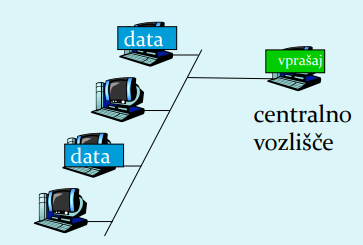 data
vprašaj
centralno
vozlišče
data